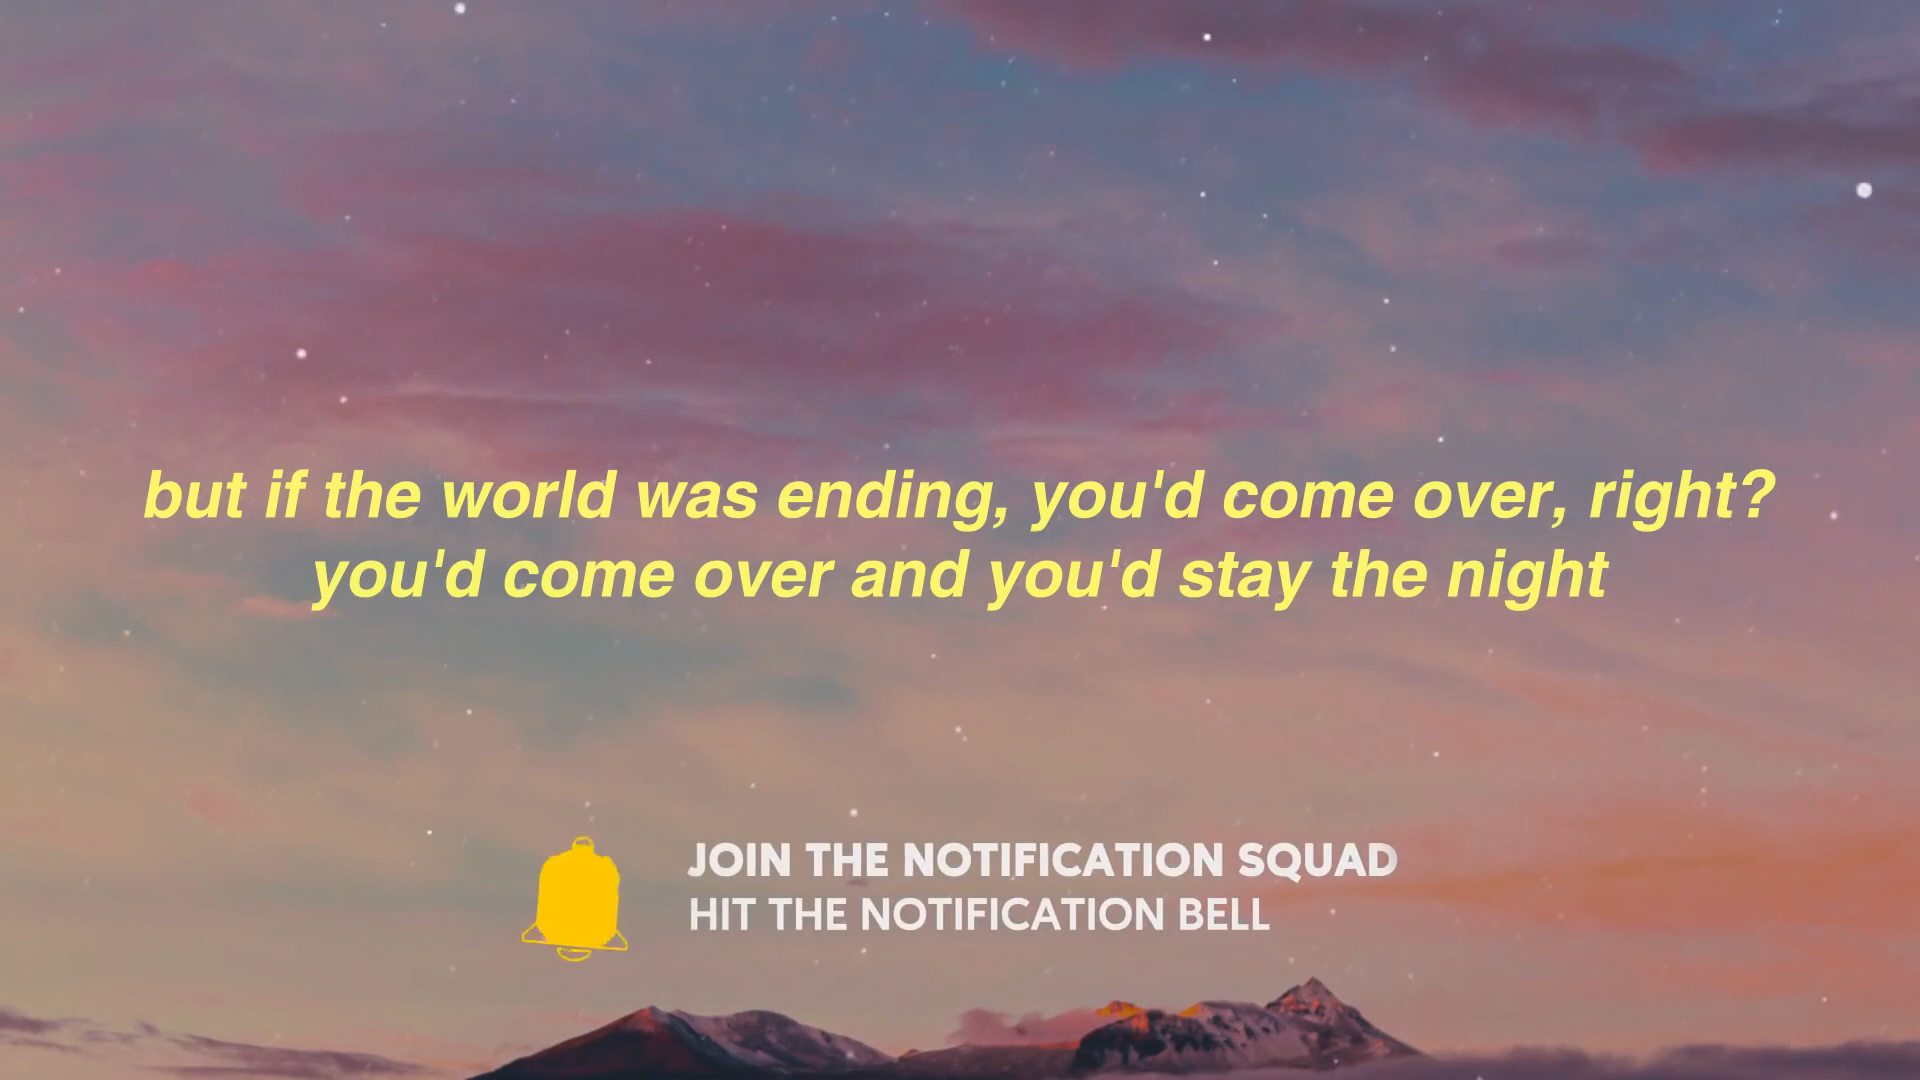 but if the world was ending, you'd come over, right?
you'd come over and you'd stay the night
JOIN THE NOTIFICATION SQUAD
HIT THE NOTIFICATION BELL